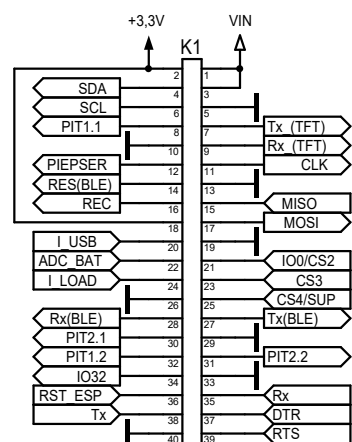 +3,3V VIN
K1
2 1
SDA 4 3
SCL 6 5
PIT1.1 8 7 Tx_(TFT)
10 9 Rx_(TFT)
PIEPSER 12 11 CLK
RES(BLE) 14 13
REC 16 15 MISO
18 17 MOSI
I_USB 20 19
ADC_BAT 22 21 IO0/CS2
I_LOAD 24 23 CS3
26 25 CS4/SUP
Rx(BLE) 28 27 Tx(BLE)
PIT2.1 30 29
PIT1.2 32 31 PIT2.2
IO32 34 33
RST_ESP 36 35 Rx
Tx 38 37 DTR
40 39 RTS